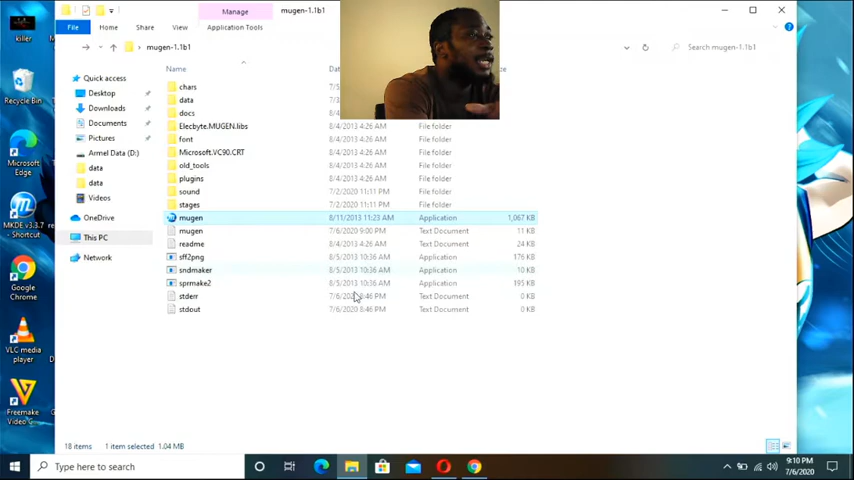 Manage
mugen-1.1b1
File
Home
Share
View
Application Tools
mugen-1.1b1
Search mugen-1.1b1
Name
chars
data
docs
Elecbyte.MUGEN.libs
8/4/2013 4:26 AM
File folder
font
8/4/2013 4:26 AM
File folder
Microsoft.VC90.CRT
8/4/2013 4:26 AM
File folder
old_tools
8/4/2013 4:26 AM
File folder
plugins
8/4/2013 4:26 AM
File folder
sound
7/2/2020 11:11 PM
File folder
stages
7/2/2020 11:11 PM
File folder
mugen
8/11/2013 11:23 AM
Application
1,067 KB
mugen
7/6/2020 9:00 PM
Text Document
11 KB
readme
8/4/2013 4:26 AM
Text Document
24 KB
sff2png
8/5/2013 10:36 AM
Application
176 KB
sndmaker
8/5/2013 10:36 AM
Application
10 KB
sprmake2
8/5/2013 10:36 AM
Application
195 KB
stderr
7/6/2020 8:46 PM
Text Document
0 KB
stdout
7/6/2020 8:46 PM
Text Document
0 KB
Quick access
Desktop
Downloads
Documents
Pictures
Armel Data (D:)
data
data
Videos
OneDrive
This PC
Network
killer
Recycle Bin
Microsoft
Edge
MKDE v3.3.7
- Shortcut
Google
Chrome
VLC media
player
Freemake
Video C
18 items
1 item selected 1.04 MB
Type here to search
9:10 PM
7/6/2020